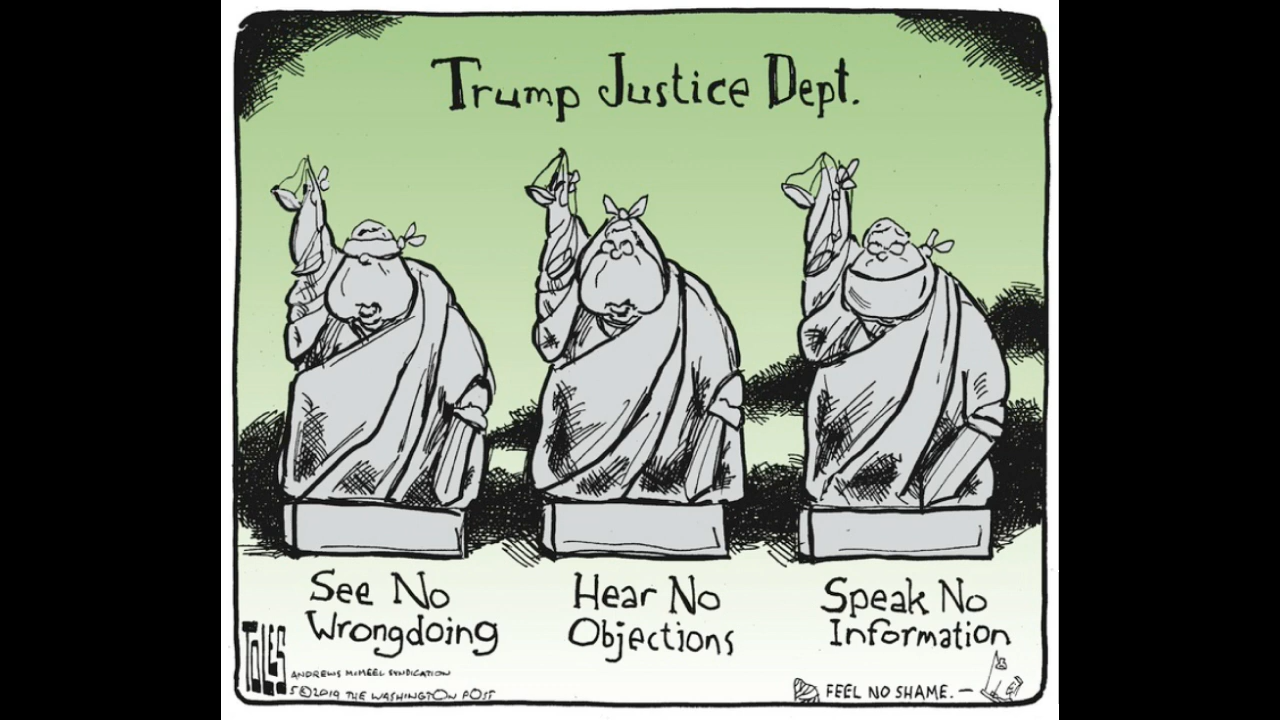 Trump Justice Dept.
See No
Wrongdoing
Hear No
Objections
Speak No
Information
TOLES
ANDREWS McMEEL SYNDICATION
5 ©2019 THE WASHINGTON POST
FEEL NO SHAME. —